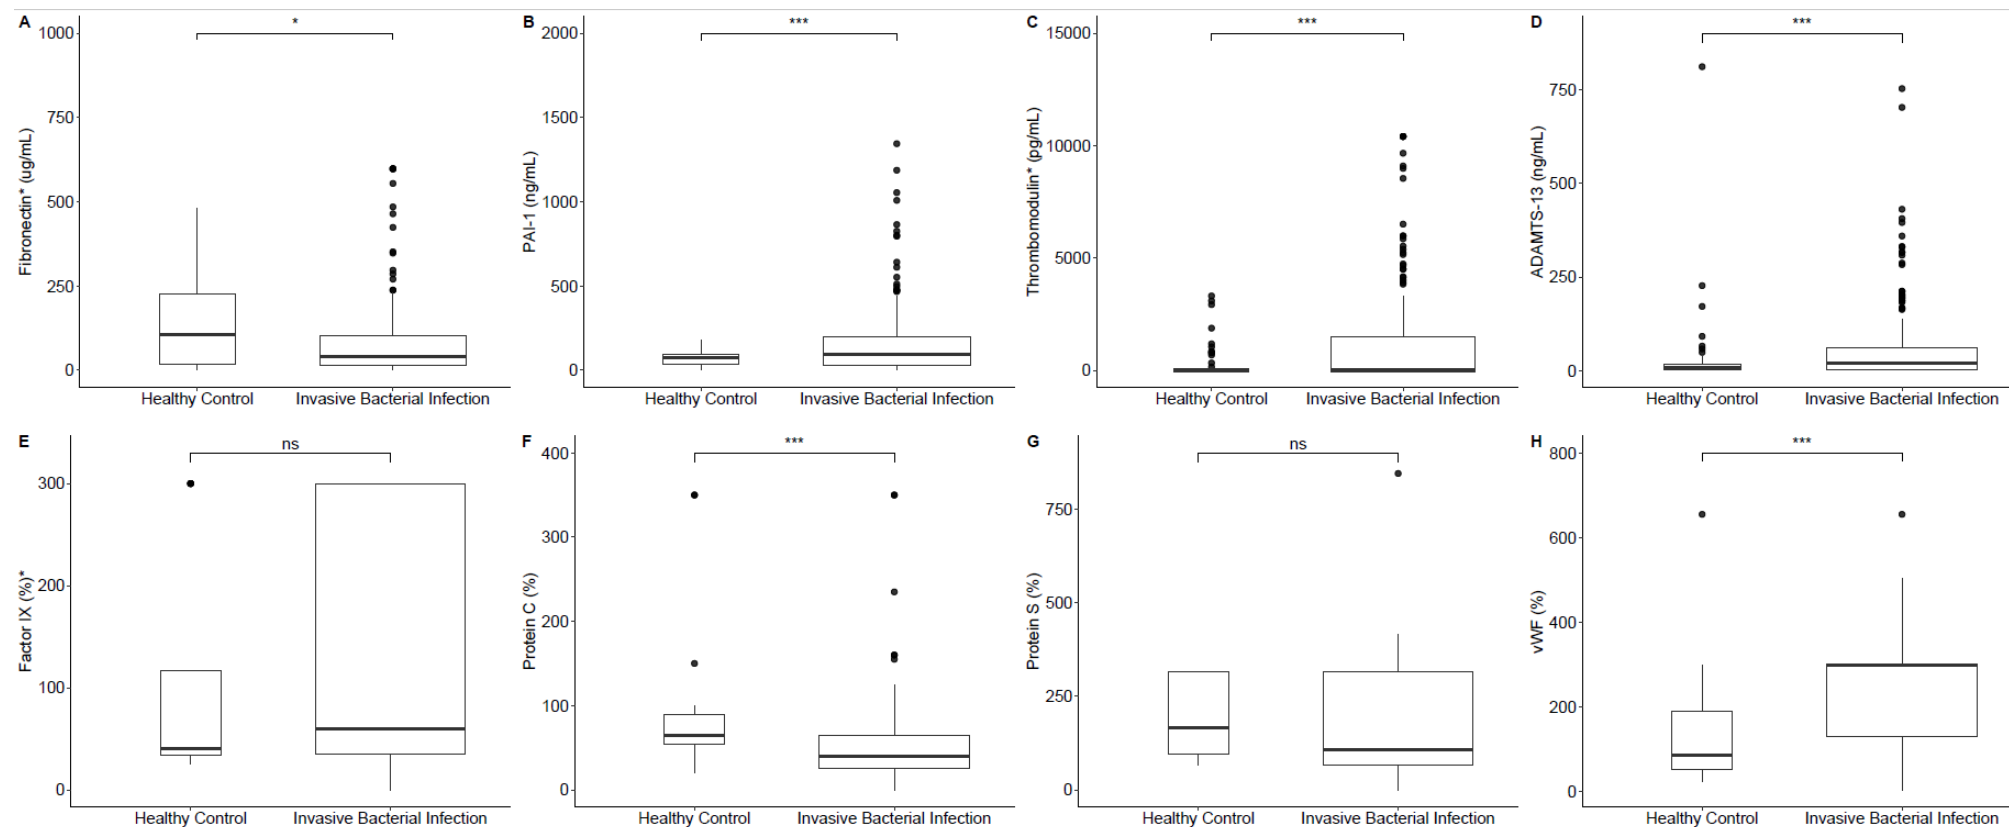 A
*
1000
750
500
250
0
Fibronectin* (ug/mL)
Healthy Control
Invasive Bacterial Infection
B
***
2000
1500
1000
500
0
PAI-1 (ng/mL)
Healthy Control
Invasive Bacterial Infection
C
***
15000
10000
5000
0
Thrombomodulin* (pg/mL)
Healthy Control
Invasive Bacterial Infection
D
***
750
500
250
0
ADAMTS-13 (ng/mL)
Healthy Control
Invasive Bacterial Infection
E
ns
300
200
100
0
Factor IX (%)*
Healthy Control
Invasive Bacterial Infection
F
***
400
300
200
100
0
Protein C (%)
Healthy Control
Invasive Bacterial Infection
G
ns
750
500
250
0
Protein S (%)
Healthy Control
Invasive Bacterial Infection
H
***
800
600
400
200
0
vWF (%)
Healthy Control
Invasive Bacterial Infection